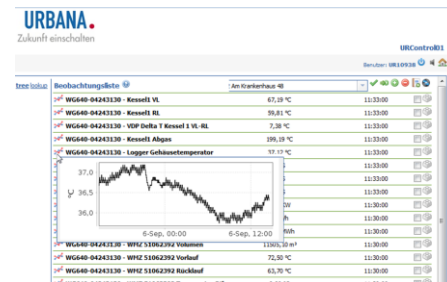 URBANA.
Zukunft einschalten
URControl01
Benutzer: UR10938
tree lookup
Beobachtungsliste
Am Krankenhaus 48
WG640-04243130 - Kessel1 VL 67,19 °C 11:33:00
WG640-04243130 - Kessel1 RL 59,81 °C 11:33:00
WG640-04243130 - VDP Delta T Kessel 1 VL-RL 7,38 °C 11:33:00
WG640-04243130 - Kessel1 Abgas 199,19 °C 11:33:00
WG640-04243130 - Logger Gehäusetemperator 37,12 °C 11:33:00
11:33:00
11:33:00
11:33:00
11:30:00
11:30:00
11:30:00
°C
37,0
36,5
36,0
6-Sep, 00:00
6-Sep, 12:00
WG640-04243130 - WMZ 51062392 Volumen 11:30:00
WG640-04243130 - WMZ 51062392 Vorlauf 72,50 °C 11:30:00
WG640-04243130 - WMZ 51062392 Rücklauf 63,70 °C 11:30:00